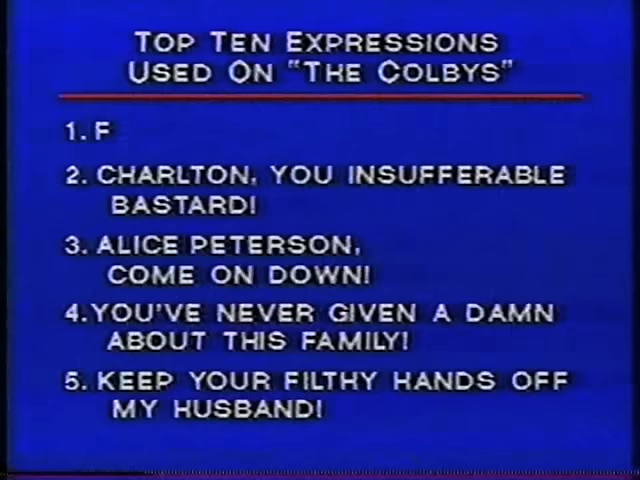 TOP TEN EXPRESSIONS
USED ON "THE COLBYS"
1. F
2. CHARLTON, YOU INSUFFERABLE
BASTARD!
3. ALICE PETERSON,
COME ON DOWN!
4. YOU'VE NEVER GIVEN A DAMN
ABOUT THIS FAMILY!
5. KEEP YOUR FILTHY HANDS OFF
MY HUSBAND!